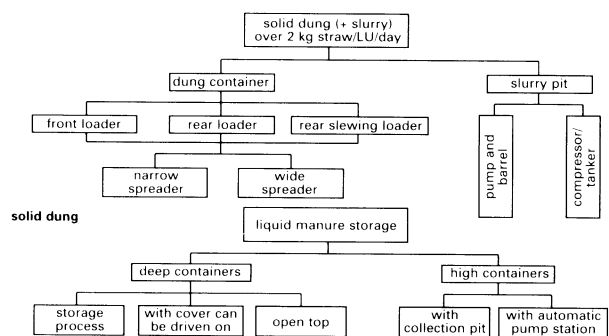 solid dung (+ slurry)
over 2 kg straw/LU/day
dung container
slurry pit
front loader
rear loader
rear slewing loader
pump and
barrel
compressor/
tanker
narrow
spreader
wide
spreader
solid dung
liquid manure storage
deep containers
high containers
storage
process
with cover can
be driven on
open top
with
collection pit
with automatic
pump station